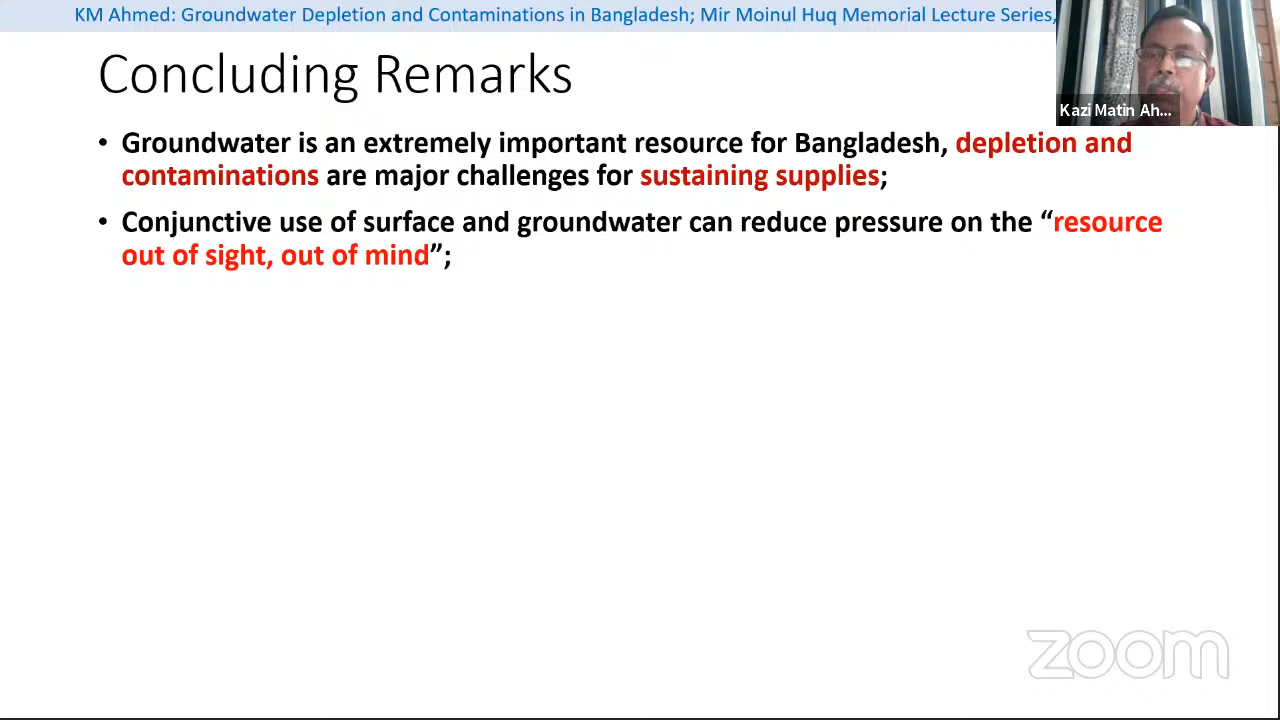 KM Ahmed: Groundwater Depletion and Contaminations in Bangladesh; Mir Moinul Huq Memorial Lecture Series,
Kazi Matin Ah...
Concluding Remarks
• Groundwater is an extremely important resource for Bangladesh, depletion and
contaminations are major challenges for sustaining supplies;
• Conjunctive use of surface and groundwater can reduce pressure on the “resource
out of sight, out of mind”;
zoom